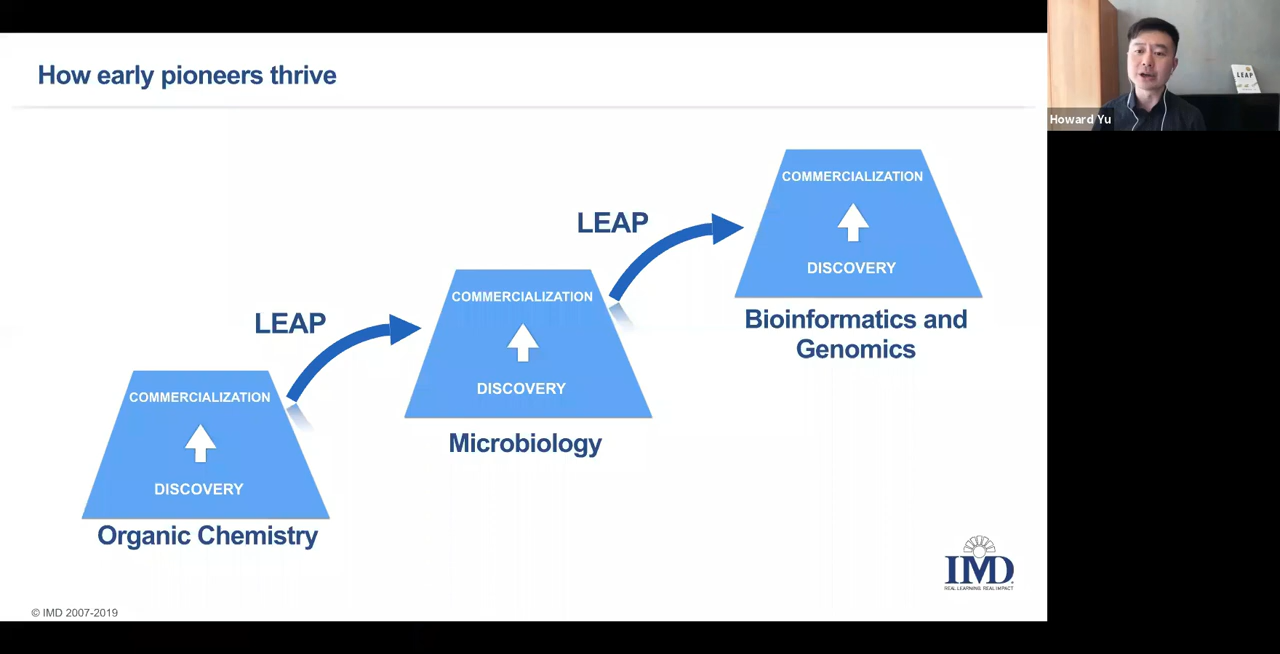 How early pioneers thrive
LEAP
Howard Yu
COMMERCIALIZATION
DISCOVERY
Bioinformatics and
Genomics
LEAP
COMMERCIALIZATION
DISCOVERY
Microbiology
LEAP
COMMERCIALIZATION
DISCOVERY
Organic Chemistry
IMD
REAL LEARNING REAL IMPACT
© IMD 2007-2019